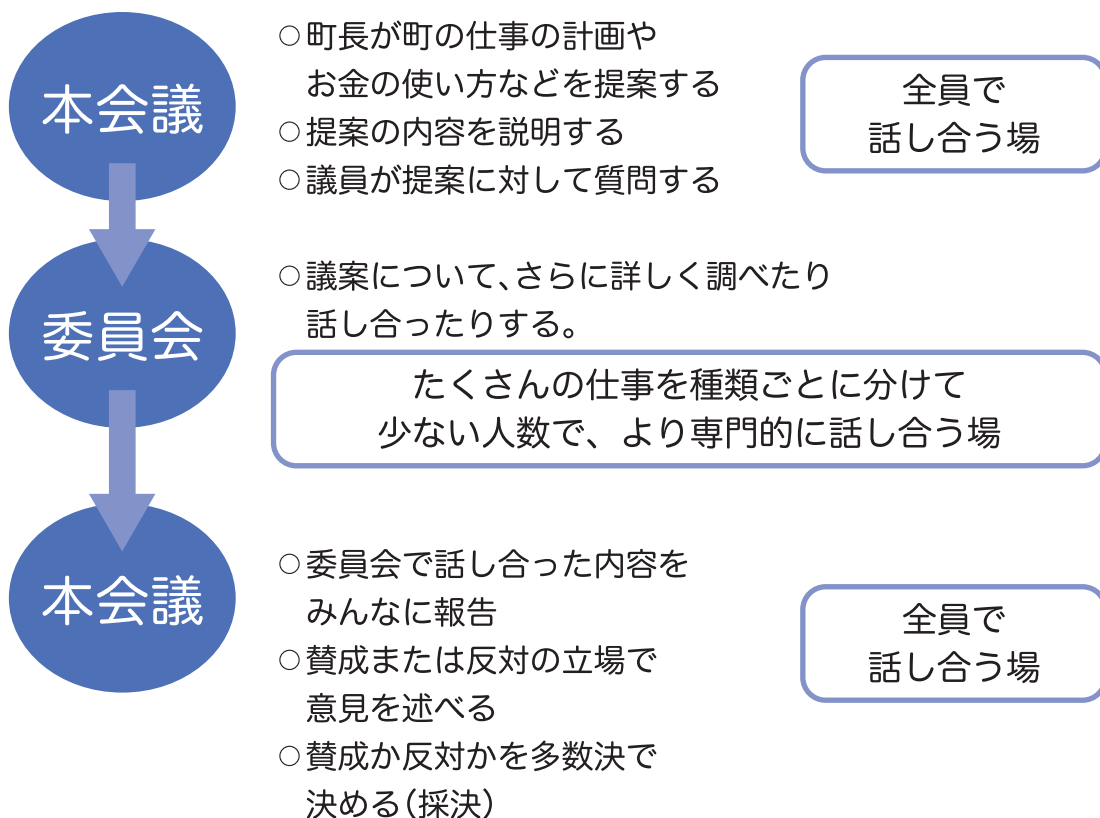 本会議
○町長が町の仕事の計画や
お金の使い方などを提案する
○提案の内容を説明する
○議員が提案に対して質問する
全員で
話し合う場
委員会
○議案について、さらに詳しく調べたり
話し合ったりする。
たくさんの仕事を種類ごとに分けて
少ない人数で、より専門的に話し合う場
本会議
○委員会で話し合った内容を
みんなに報告
○賛成または反対の立場で
意見を述べる
○賛成か反対かを多数決で
決める(採決)
全員で
話し合う場